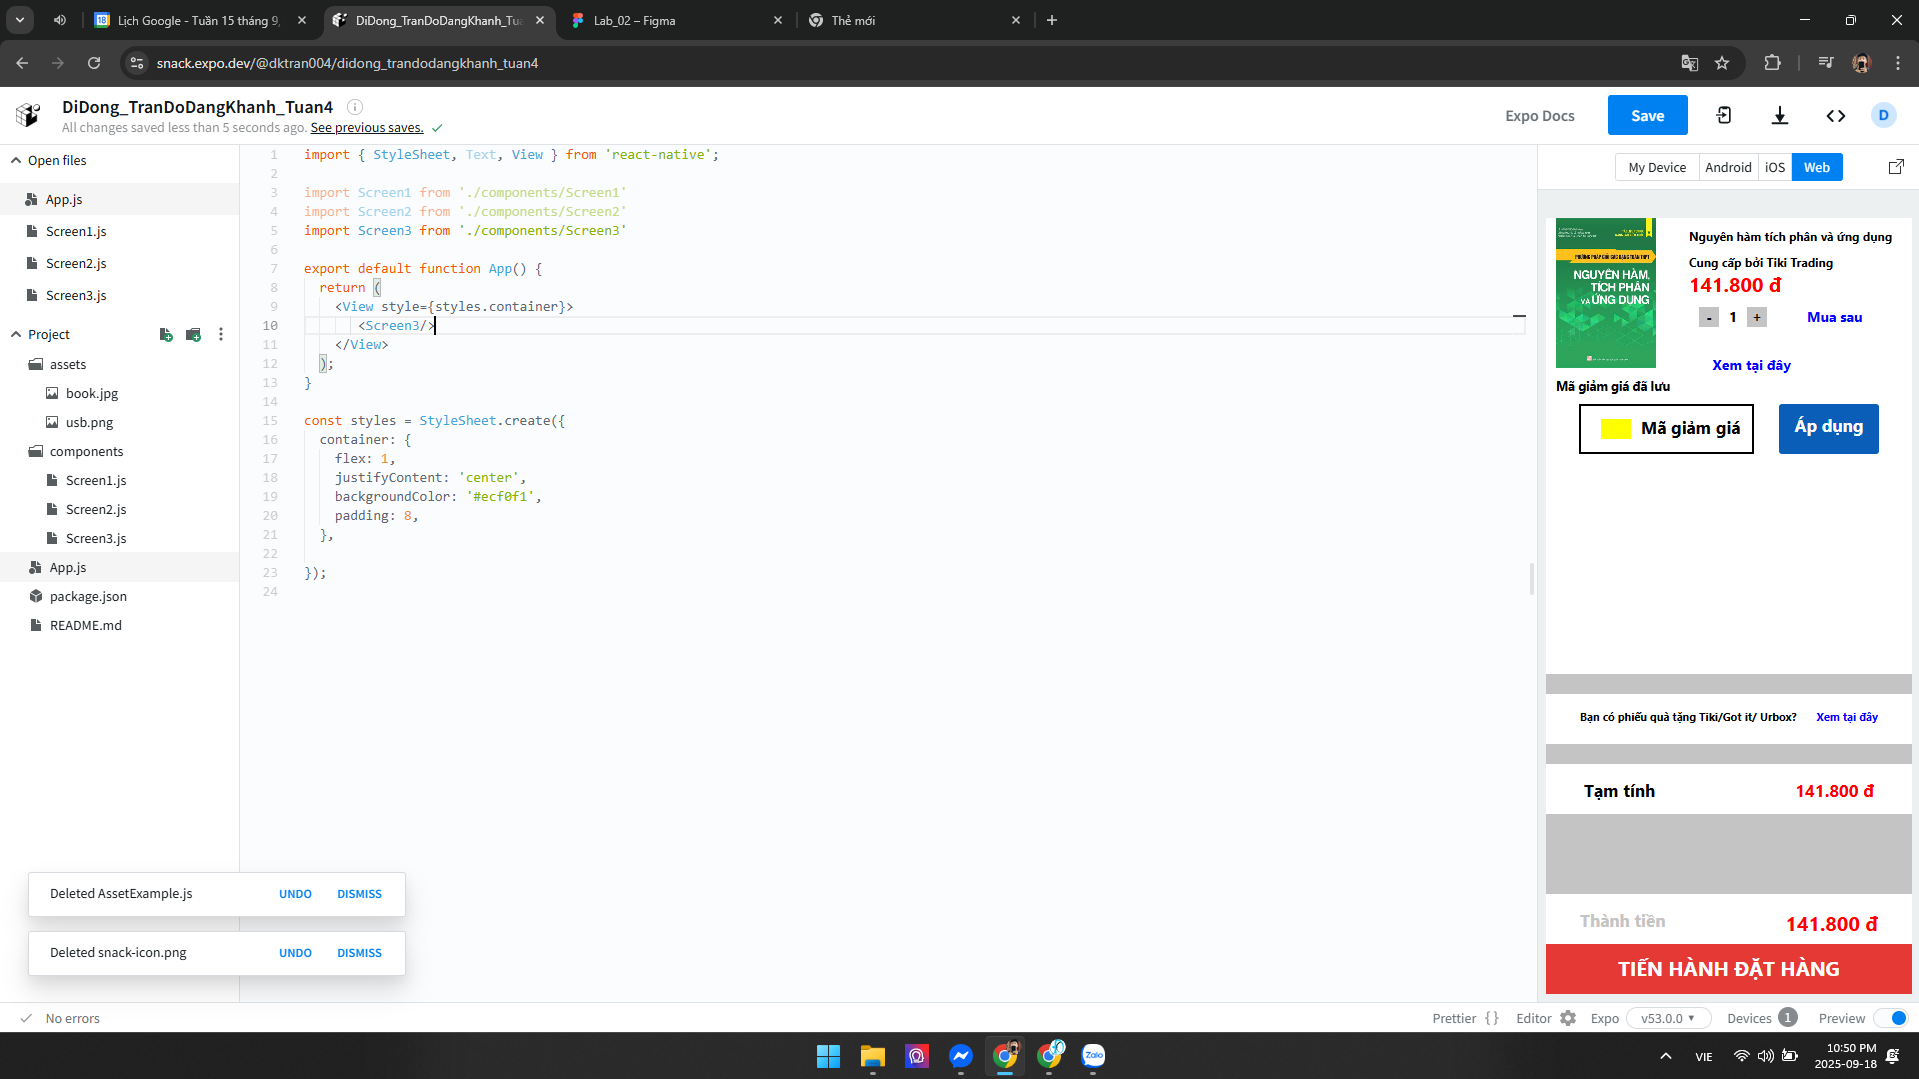 Lịch Google - Tuần 15 tháng 9,
DiDong_TranDoDangKhanh_Tua
Lab_02 – Figma
Thẻ mới
snack.expo.dev/@dktran004/didong_trandodangkhanh_tuan4
DiDong_TranDoDangKhanh_Tuan4
All changes saved less than 5 seconds ago. See previous saves.
Expo Docs
Save
D
Open files
App.js
Screen1.js
Screen2.js
Screen3.js
Project
assets
book.jpg
usb.png
components
Screen1.js
Screen2.js
Screen3.js
App.js
package.json
README.md
Deleted AssetExample.js UNDO DISMISS
Deleted snack-icon.png UNDO DISMISS
1 import { StyleSheet, Text, View } from 'react-native';
2
3 import Screen1 from './components/Screen1'
4 import Screen2 from './components/Screen2'
5 import Screen3 from './components/Screen3'
6
7 export default function App() {
8 return (
9 <View style={styles.container}>
10 <Screen3/>
11 </View>
12 );
13 }
14
15 const styles = StyleSheet.create({
16 container: {
17 flex: 1,
18 justifyContent: 'center',
19 backgroundColor: '#ecf0f1',
20 padding: 8,
21 },
22
23 });
24
My Device Android iOS Web
PHƯƠNG PHÁP GIẢI CÁC DẠNG TOÁN THPT
NGUYÊN HÀM,
TÍCH PHÂN
VÀ ỨNG DỤNG
Nguyên hàm tích phân và ứng dụng
Cung cấp bởi Tiki Trading
141.800 đ
- 1 + Mua sau
Xem tại đây
Mã giảm giá đã lưu
Mã giảm giá Áp dụng
Bạn có phiếu quà tặng Tiki/Got it/ Urbox? Xem tại đây
Tạm tính 141.800 đ
Thành tiền 141.800 đ
TIẾN HÀNH ĐẶT HÀNG
No errors
Prettier { } Editor Expo v53.0.0 Devices 1 Preview
Zalo
VIE
10:50 PM
2025-09-18